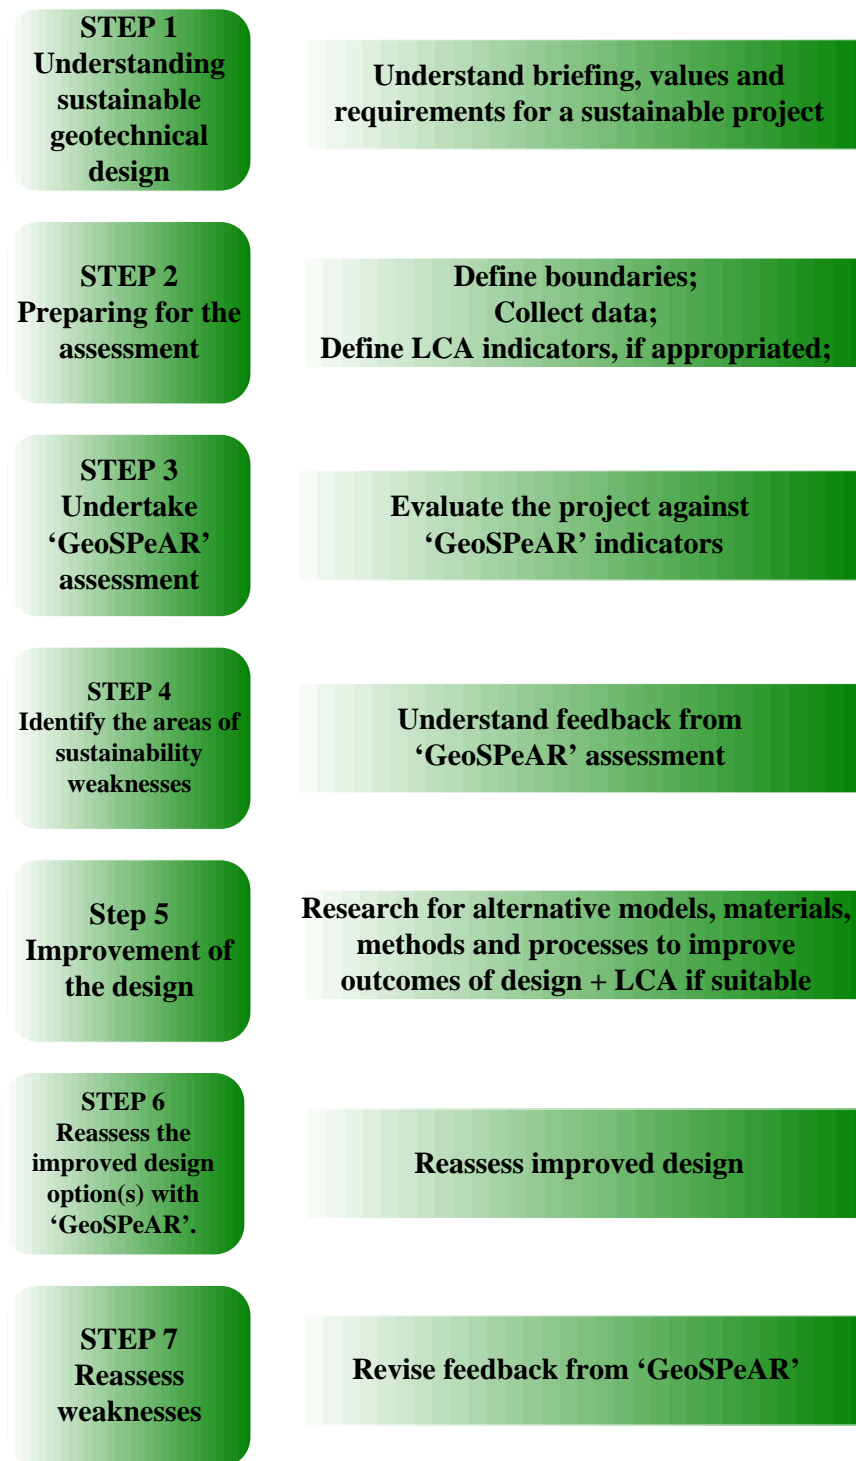 STEP 1
Understanding
sustainable
geotechnical
design
Understand briefing, values and
requirements for a sustainable project
STEP 2
Preparing for the
assessment
Define boundaries;
Collect data;
Define LCA indicators, if appropriated;
STEP 3
Undertake
‘GeoSPeAR’
assessment
Evaluate the project against
‘GeoSPeAR’ indicators
STEP 4
Identify the areas of
sustainability
weaknesses
Understand feedback from
‘GeoSPeAR’ assessment
Step 5
Improvement of
the design
Research for alternative models, materials,
methods and processes to improve
outcomes of design + LCA if suitable
STEP 6
Reassess the
improved design
option(s) with
‘GeoSPeAR’.
Reassess improved design
STEP 7
Reassess
weaknesses
Revise feedback from ‘GeoSPeAR’